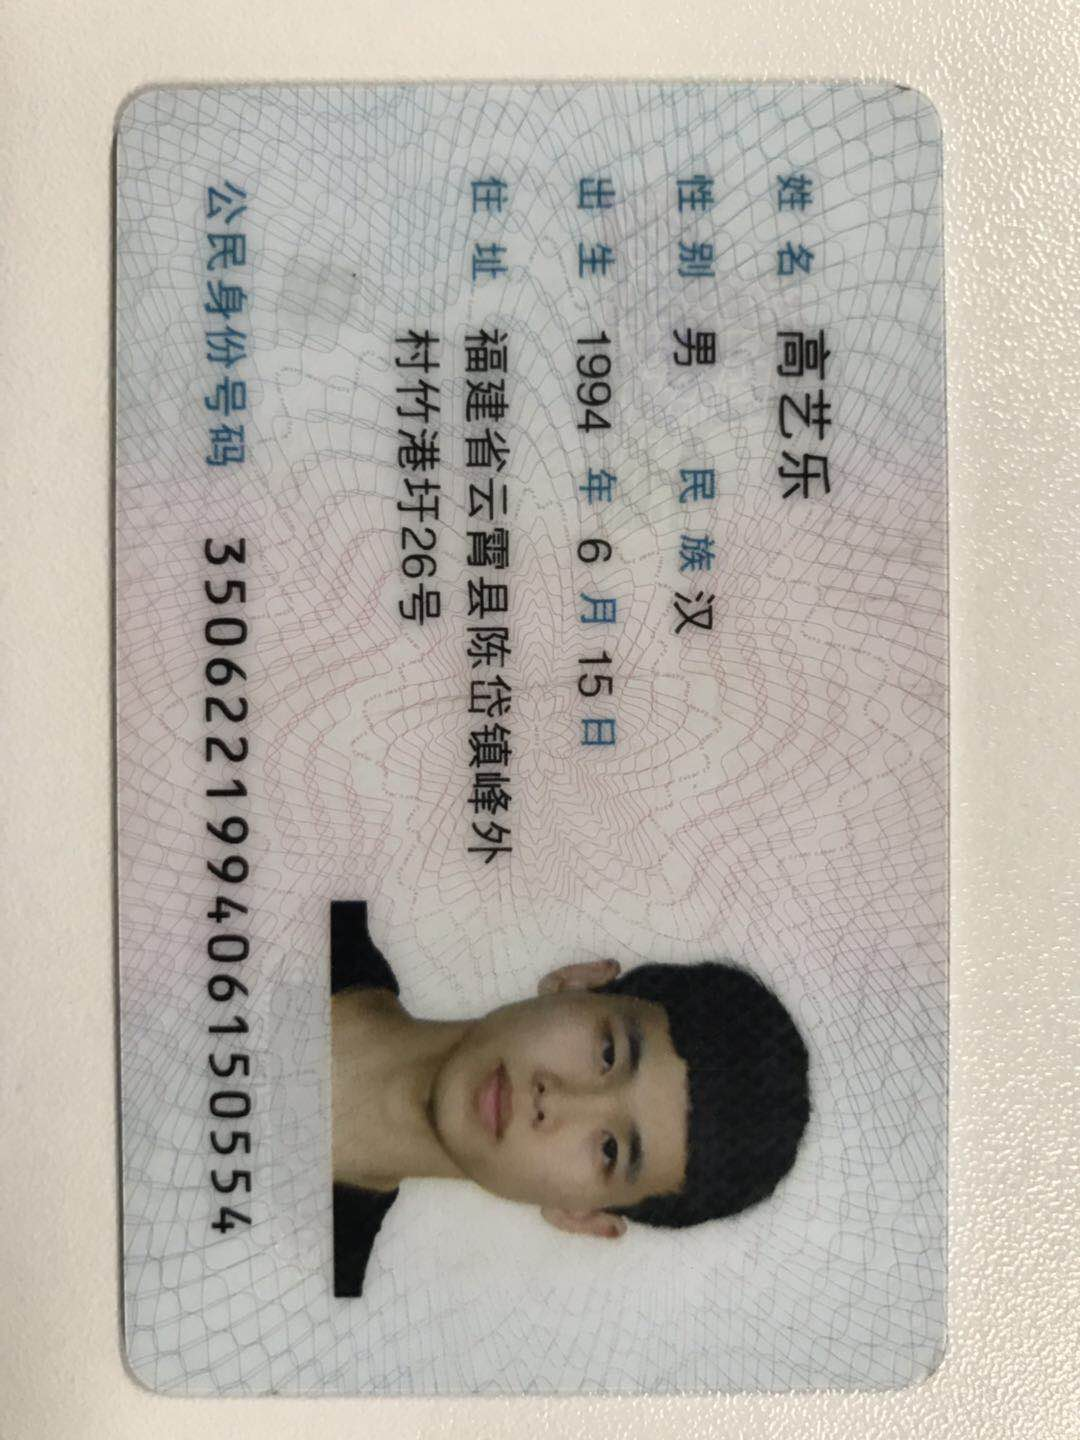 姓名 高艺乐
性别 男 民族 汉
出生 1994 年 6 月 15 日
住址 福建省云霄县陈岱镇峰外
村竹港圩26号
公民身份号码 350622199406150554